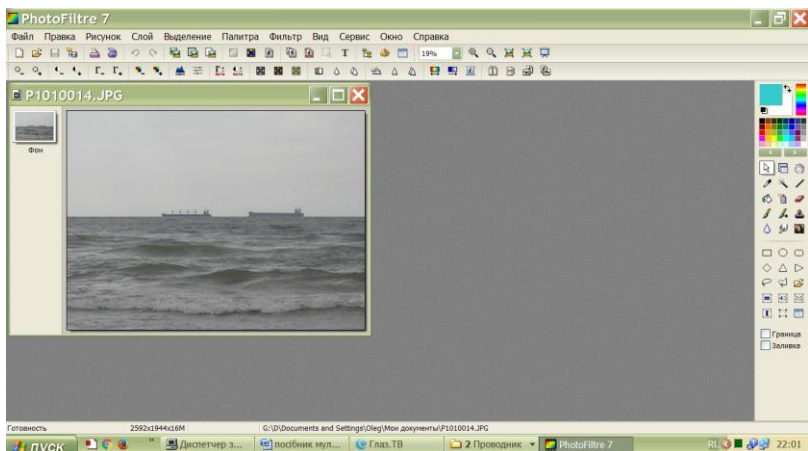 PhotoFiltre 7
Файл Правка Рисунок Слой Выделение Палитра Фильтр Вид Сервис Окно Справка
19%
P1010014.JPG
Фон
Граница
Заливка
Готовность 2592x1944x16M G:\D\Documents and Settings\Oleg\Мои документы\P1010014.JPG
пуск Диспетчер з... посібник мул... Глаз.ТВ 2 Проводник PhotoFiltre 7 RU 22:01